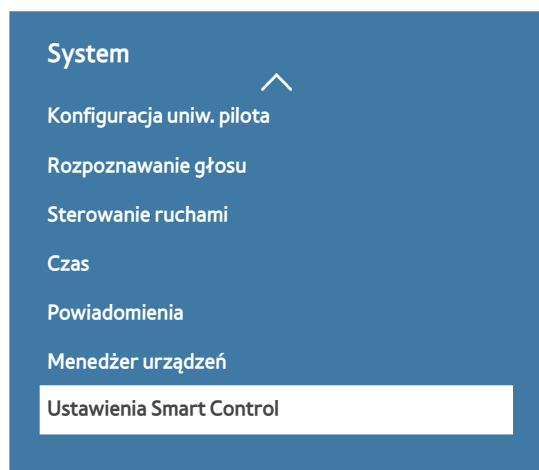 System
Konfiguracja uniw. pilota
Rozpoznawanie głosu
Sterowanie ruchami
Czas
Powiadomienia
Menedżer urządzeń
Ustawienia Smart Control